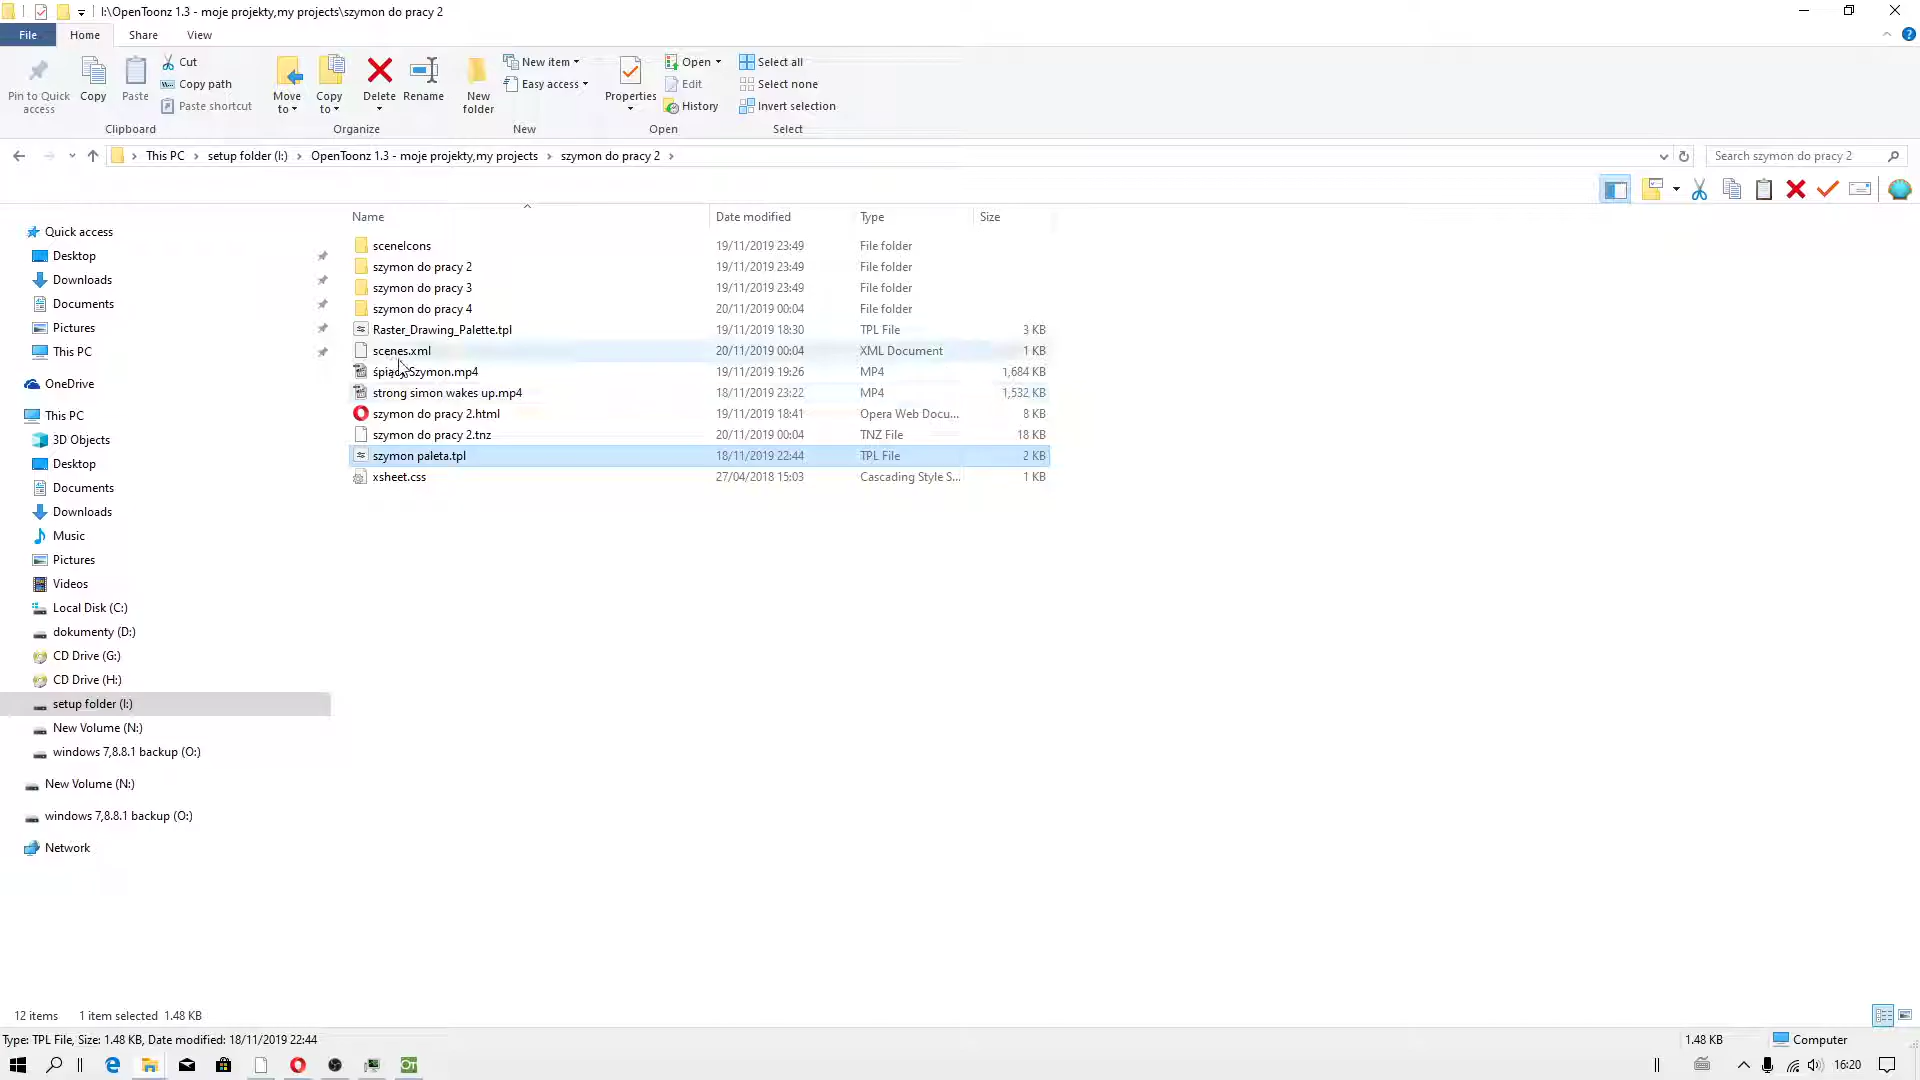 I:\OpenToonz 1.3 - moje projekty,my projects\szymon do pracy 2
File Home Share View
Pin to Quick access
Copy
Paste
Cut
Copy path
Paste shortcut
Clipboard
Move to
Copy to
Delete
Rename
Organize
New folder
New item
Easy access
New
Properties
Open
Edit
History
Open
Select all
Select none
Invert selection
Select
This PC setup folder (I:) OpenToonz 1.3 - moje projekty,my projects szymon do pracy 2
Search szymon do pracy 2
Name Date modified Type Size
sceneIcons 19/11/2019 23:49 File folder
szymon do pracy 2 19/11/2019 23:49 File folder
szymon do pracy 3 19/11/2019 23:49 File folder
szymon do pracy 4 20/11/2019 00:04 File folder
Raster_Drawing_Palette.tpl 19/11/2019 18:30 TPL File 3 KB
scenes.xml 20/11/2019 00:04 XML Document 1 KB
śpiący Szymon.mp4 19/11/2019 19:26 MP4 1,684 KB
strong simon wakes up.mp4 18/11/2019 23:22 MP4 1,532 KB
szymon do pracy 2.html 19/11/2019 18:41 Opera Web Docu... 8 KB
szymon do pracy 2.tnz 20/11/2019 00:04 TNZ File 18 KB
szymon paleta.tpl 18/11/2019 22:44 TPL File 2 KB
xsheet.css 27/04/2018 15:03 Cascading Style S... 1 KB
Quick access
Desktop
Downloads
Documents
Pictures
This PC
OneDrive
This PC
3D Objects
Desktop
Documents
Downloads
Music
Pictures
Videos
Local Disk (C:)
dokumenty (D:)
CD Drive (G:)
CD Drive (H:)
setup folder (I:)
New Volume (N:)
windows 7,8.8.1 backup (O:)
New Volume (N:)
windows 7,8.8.1 backup (O:)
Network
12 items 1 item selected 1.48 KB
Type: TPL File, Size: 1.48 KB, Date modified: 18/11/2019 22:44 1.48 KB Computer
16:20